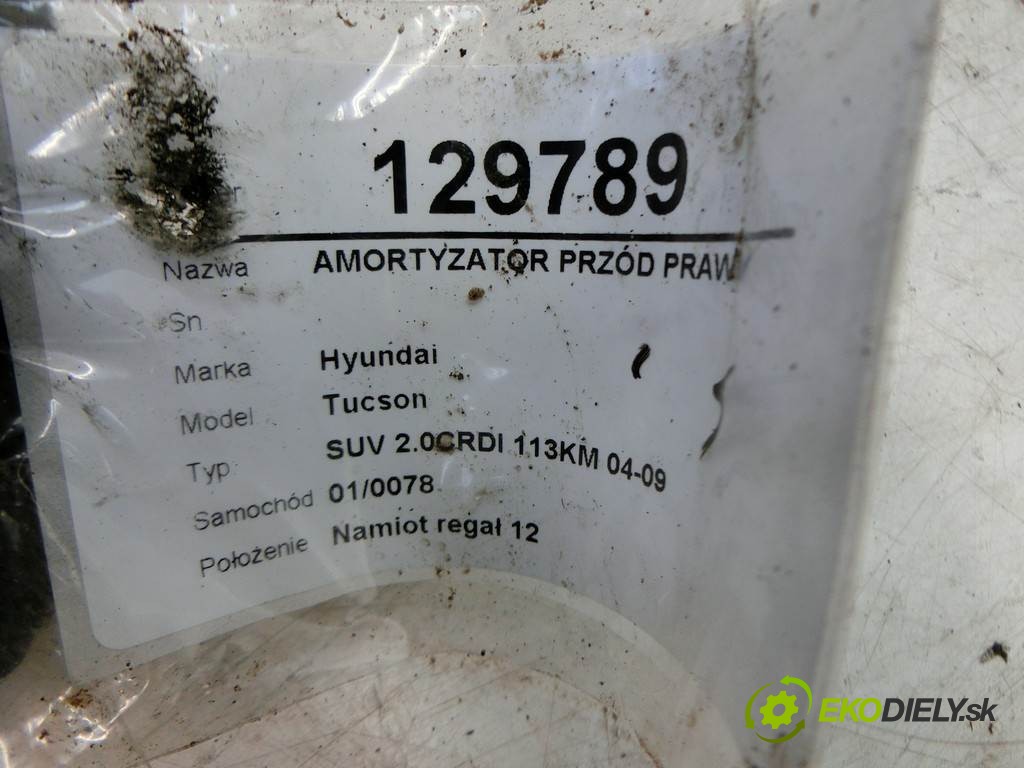 129789
Nazwa AMORTYZATOR PRZÓD PRAW
Sn
Marka Hyundai
Model Tucson
Typ SUV 2.0CRDI 113KM 04-09
Samochód 01/0078
Położenie Namiot regał 12
EKODIELY.sk